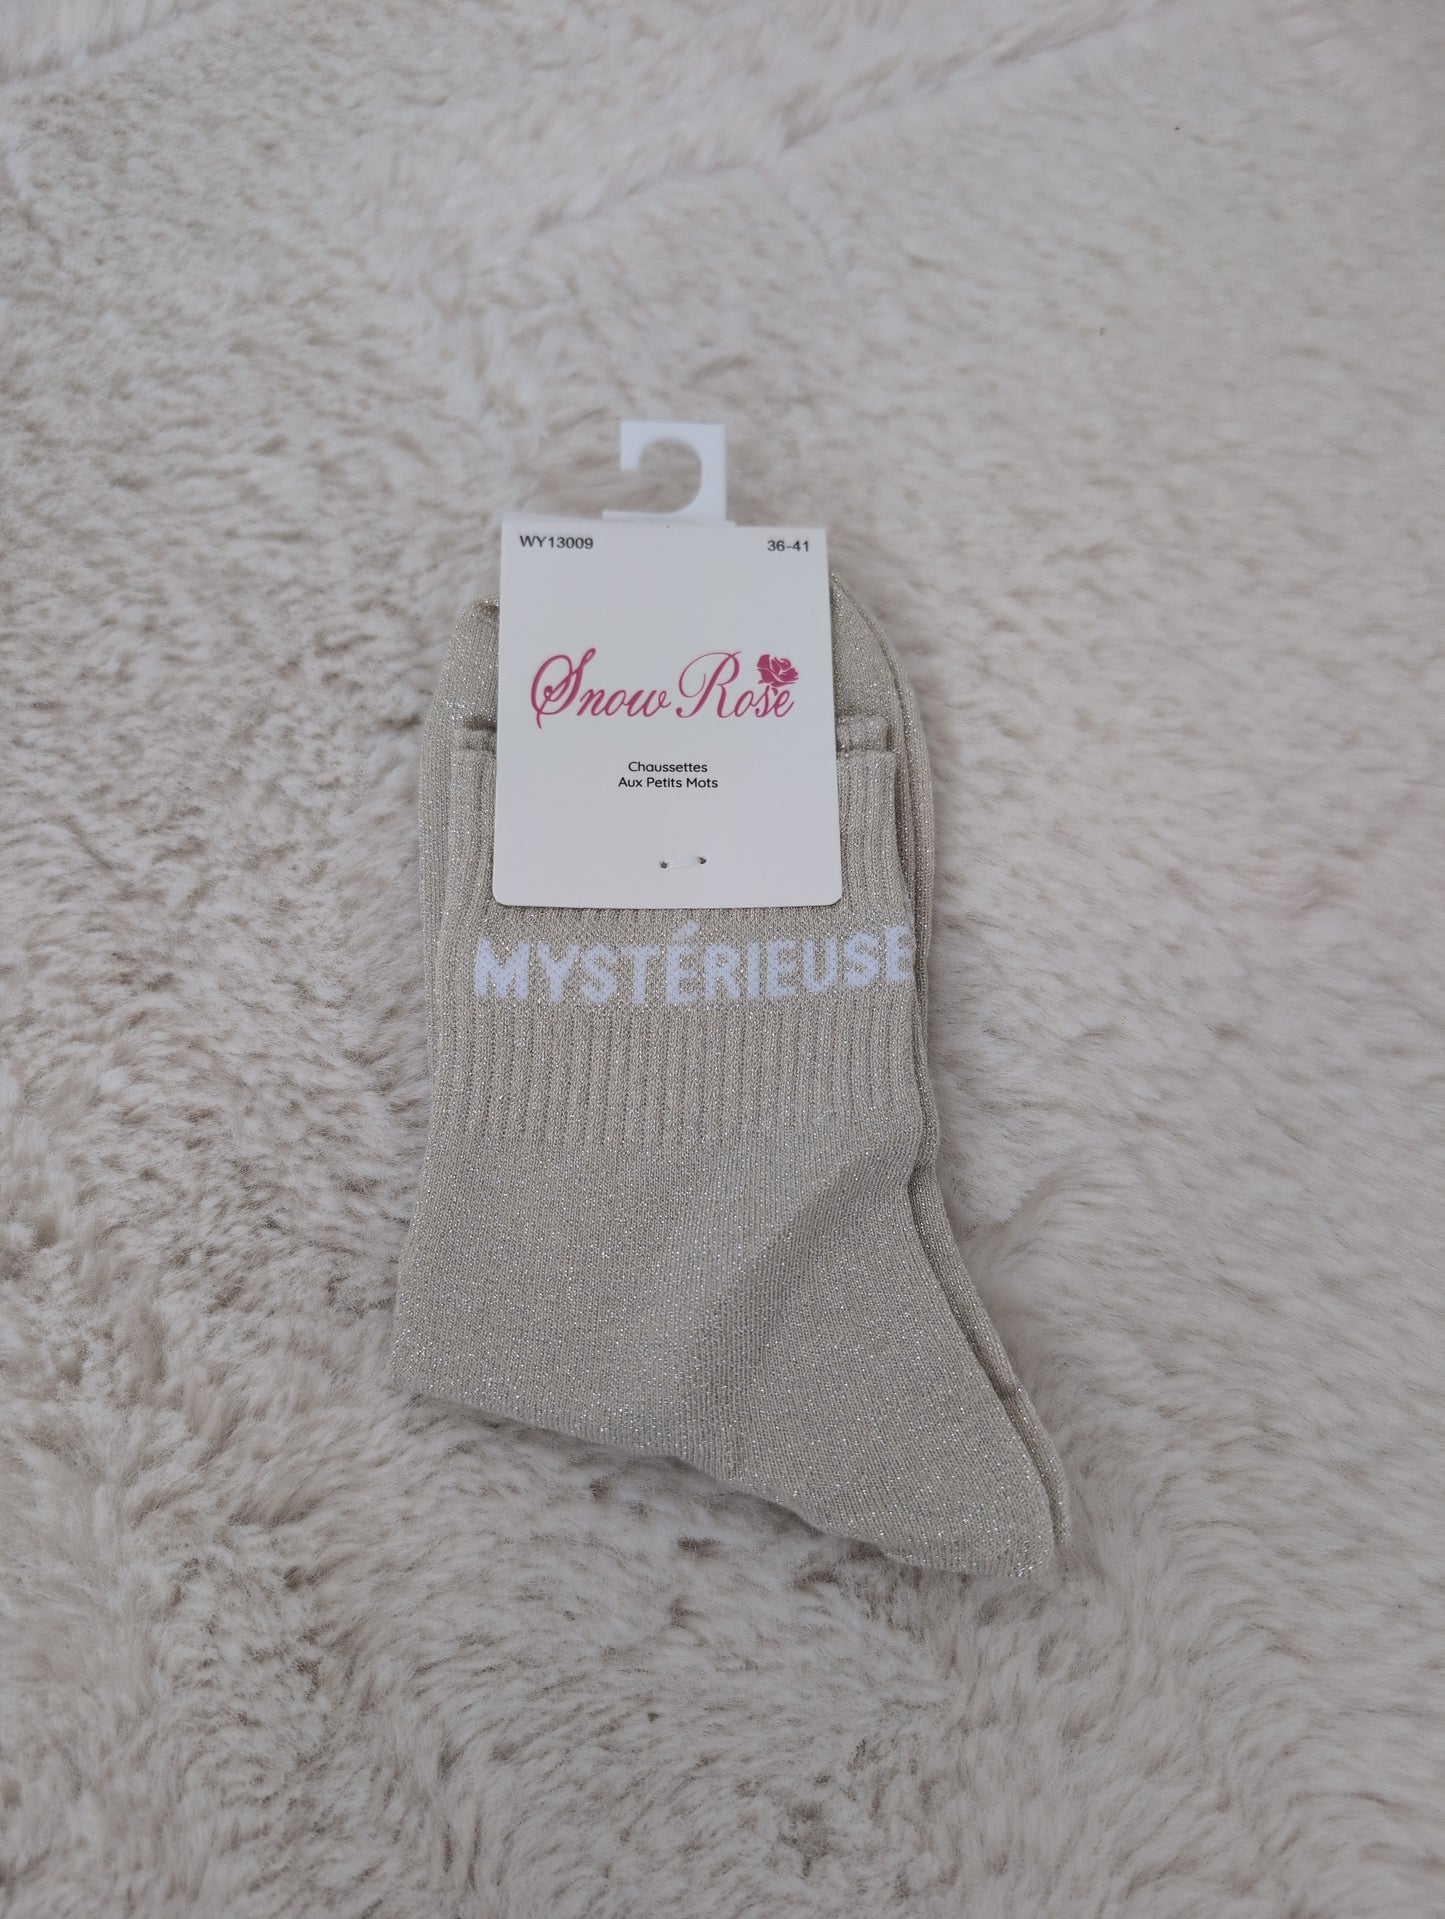 WY13009 36-41
Snow Rose
Chaussettes
Aux Petits Mots
MYSTÉRIEUSE